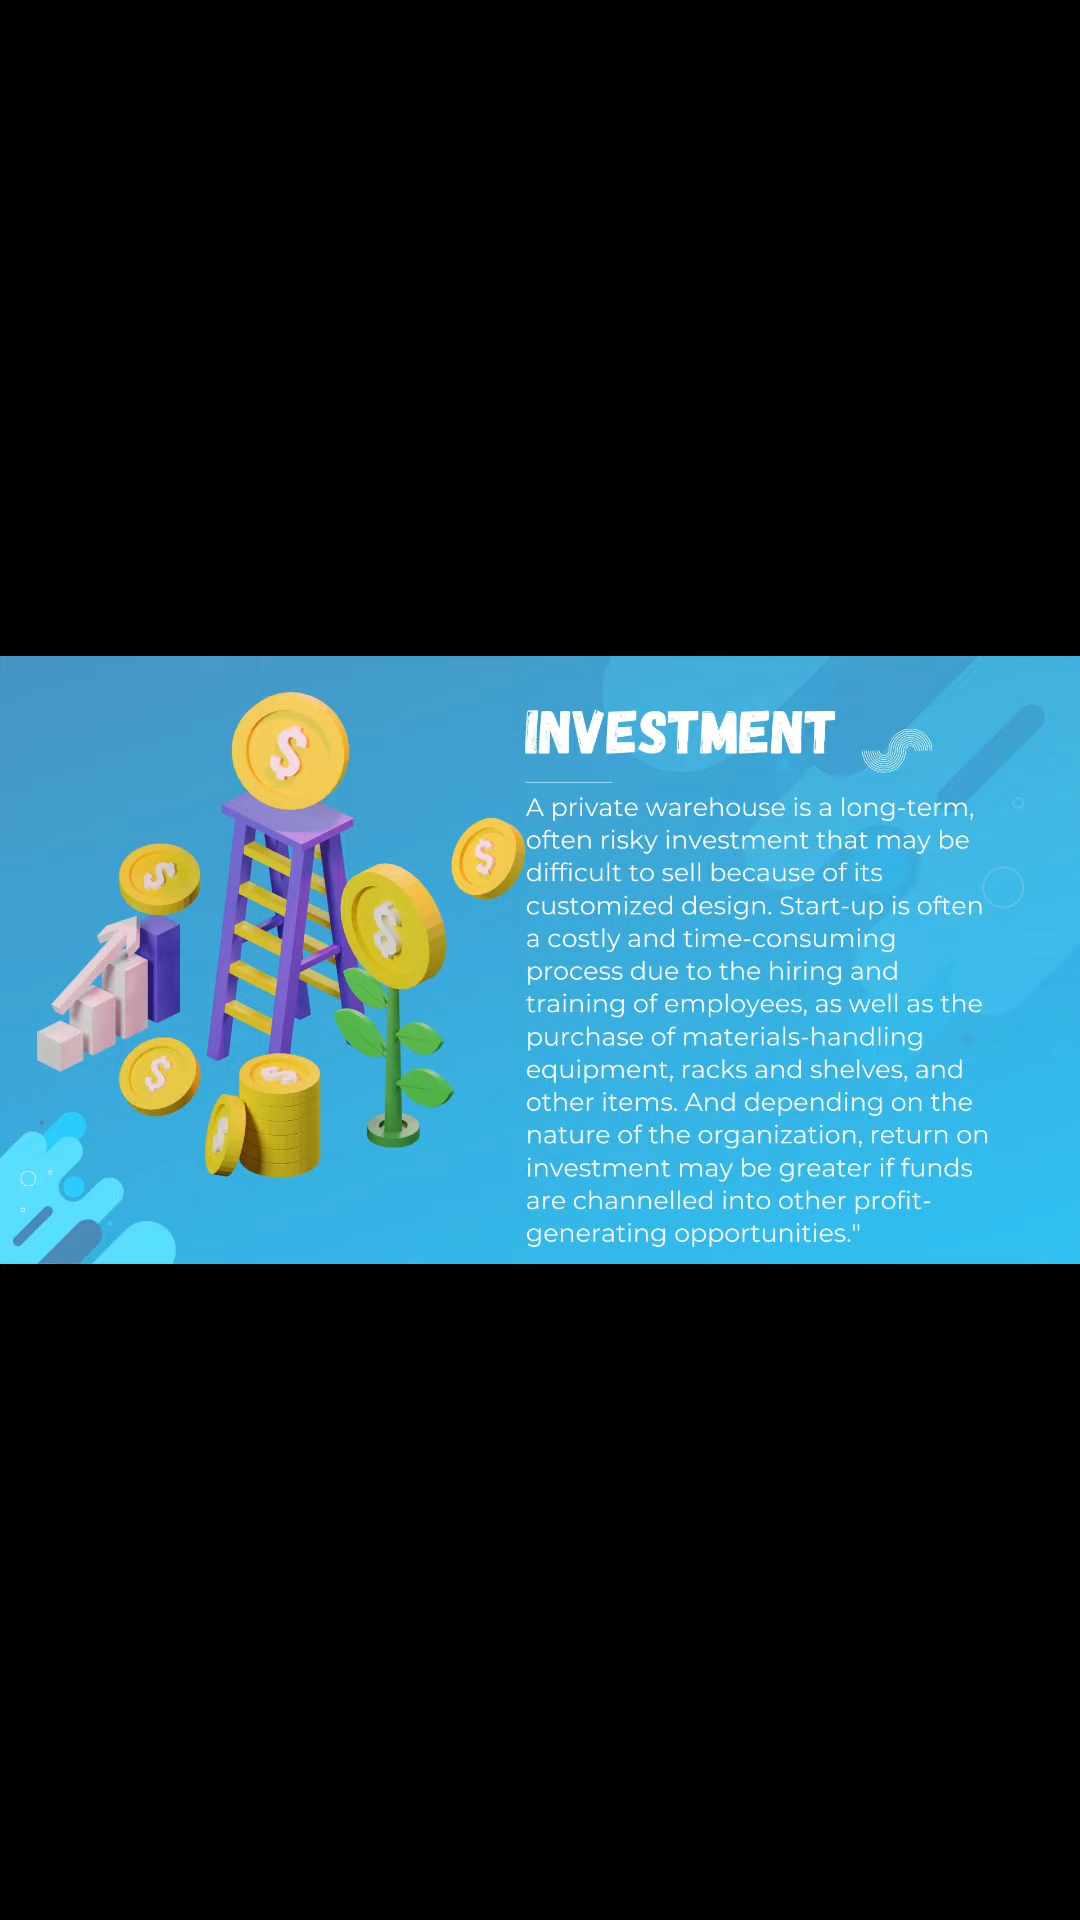 INVESTMENT
A private warehouse is a long-term,
often risky investment that may be
difficult to sell because of its
customized design. Start-up is often
a costly and time-consuming
process due to the hiring and
training of employees, as well as the
purchase of materials-handling
equipment, racks and shelves, and
other items. And depending on the
nature of the organization, return on
investment may be greater if funds
are channelled into other profit-
generating opportunities."
$
$
$
$
$
$
$